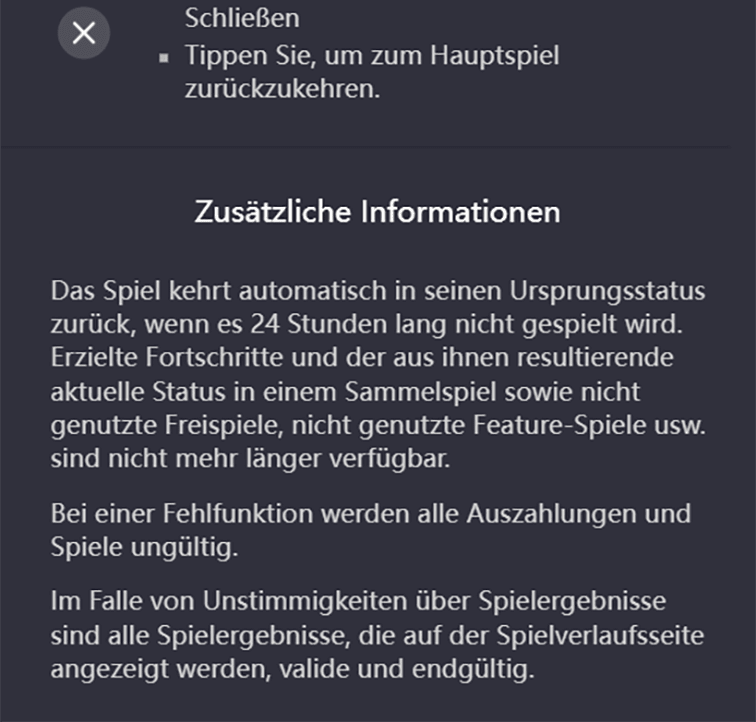 Schließen
▪ Tippen Sie, um zum Hauptspiel
zurückzukehren.
Zusätzliche Informationen
Das Spiel kehrt automatisch in seinen Ursprungsstatus
zurück, wenn es 24 Stunden lang nicht gespielt wird.
Erzielte Fortschritte und der aus ihnen resultierende
aktuelle Status in einem Sammelspiel sowie nicht
genutzte Freispiele, nicht genutzte Feature-Spiele usw.
sind nicht mehr länger verfügbar.
Bei einer Fehlfunktion werden alle Auszahlungen und
Spiele ungültig.
Im Falle von Unstimmigkeiten über Spielergebnisse
sind alle Spielergebnisse, die auf der Spielverlaufsseite
angezeigt werden, valide und endgültig.